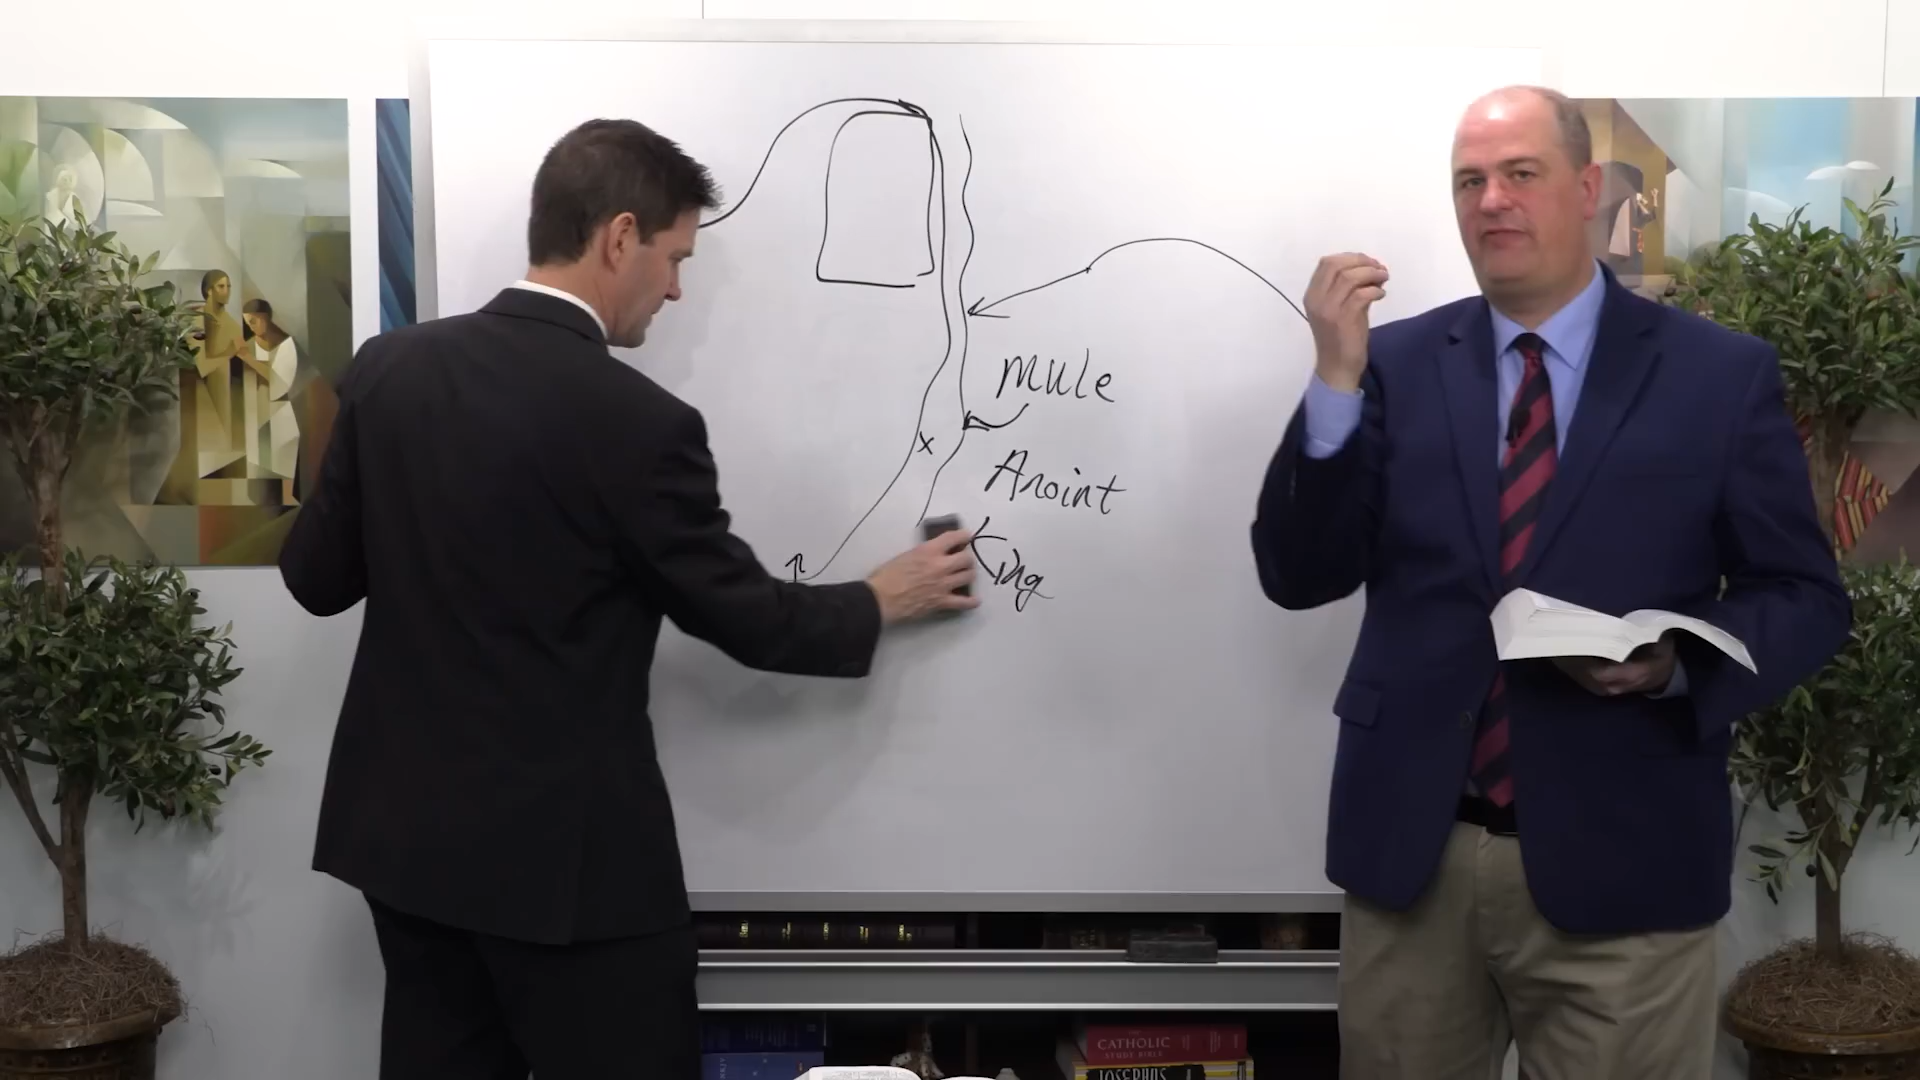 Mule
x
Anoint
King
CATHOLIC
STUDY BIBLE
JOSEPHUS